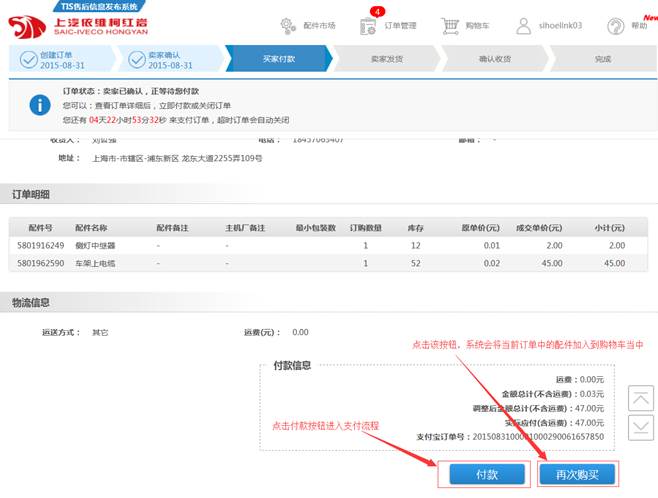 TIS售后信息发布系统
上汽依维柯红岩
SAIC-IVECO HONGYAN
配件市场
4
订单管理
购物车
sihoelink03
帮助
New
创建订单
2015-08-31
卖家确认
2015-08-31
买家付款
卖家发货
确认收货
完成
订单状态：卖家已确认，正等待您付款
您可以：查看订单详细后，立即付款或关闭订单
您还有 04天22小时53分32秒 来支付订单，超时订单会自动关闭
收货人：
电话：
邮编： -
地址： 上海市-市辖区-浦东新区 龙东大道2255弄109号
订单明细
配件号 配件名称 配件备注 主机厂备注 最小包装数 订购数量 库存 原单价(元) 成交单价(元) 小计(元)
5801916249 侧灯中继器 - - 1 12 0.01 2.00 2.00
5801962590 车架上电缆 - - 1 52 0.02 45.00 45.00
物流信息
运送方式： 其它 运费(元)： 0.00
点击该按钮，系统会将当前订单中的配件加入到购物车当中
付款信息
运费：0.00元
金额总计(不含运费)：0.03元
调整后金额总计(不含运费)：47.00元
实际应付(含运费)：47.00元
点击付款按钮进入支付流程
支付宝订单号：
付款
再次购买